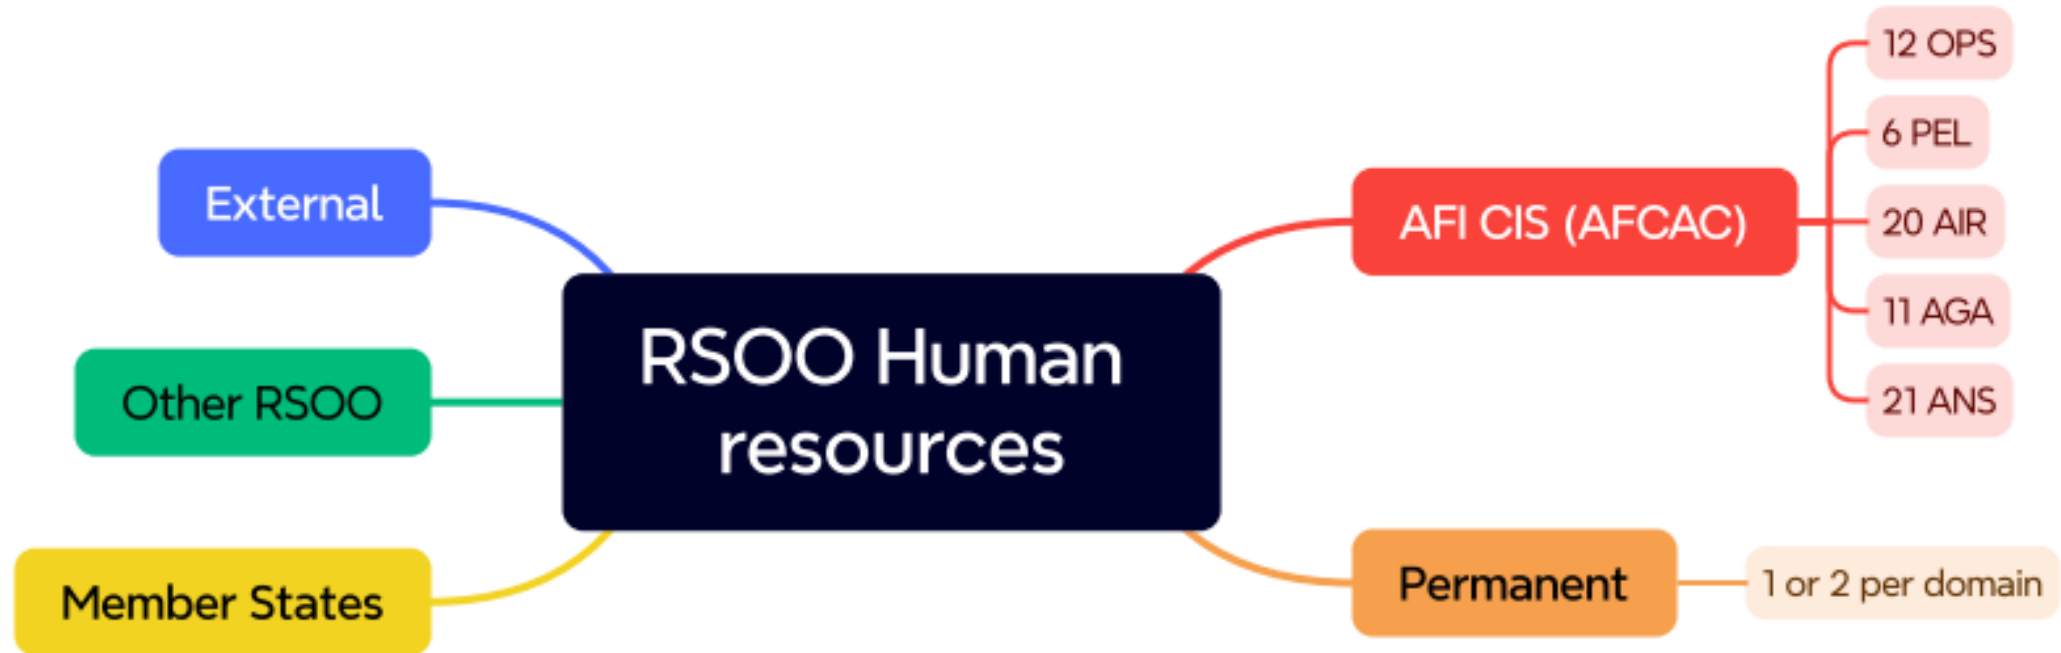 RSOO Human
resources
AFI CIS (AFCAC)
12 OPS
6 PEL
20 AIR
11 AGA
21 ANS
Permanent
1 or 2 per domain
External
Other RSOO
Member States